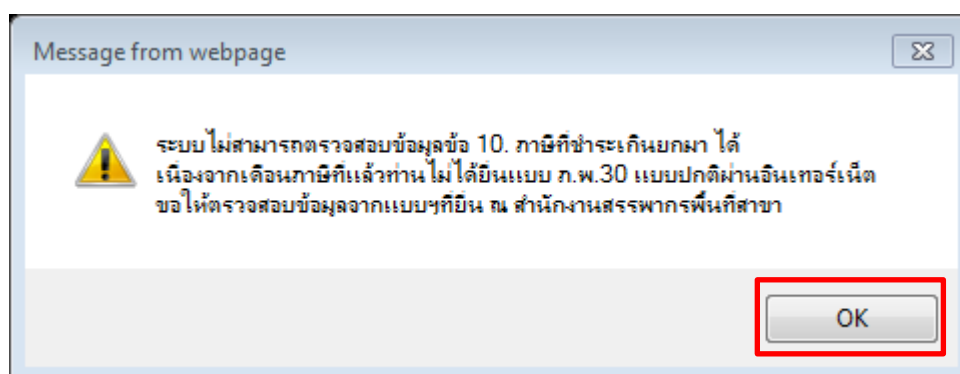 Message from webpage
ระบบไม่สามารถตรวจสอบข้อมูลข้อ 10. ภาษีที่ชำระเกินยกมา ได้
เนื่องจากเดือนภาษีที่แล้วท่านไม่ได้ยื่นแบบ ภ.พ.30 แบบปกติผ่านอินเทอร์เน็ต
ขอให้ตรวจสอบข้อมูลจากแบบฯที่ยื่น ณ สำนักงานสรรพากรพื้นที่สาขา
OK